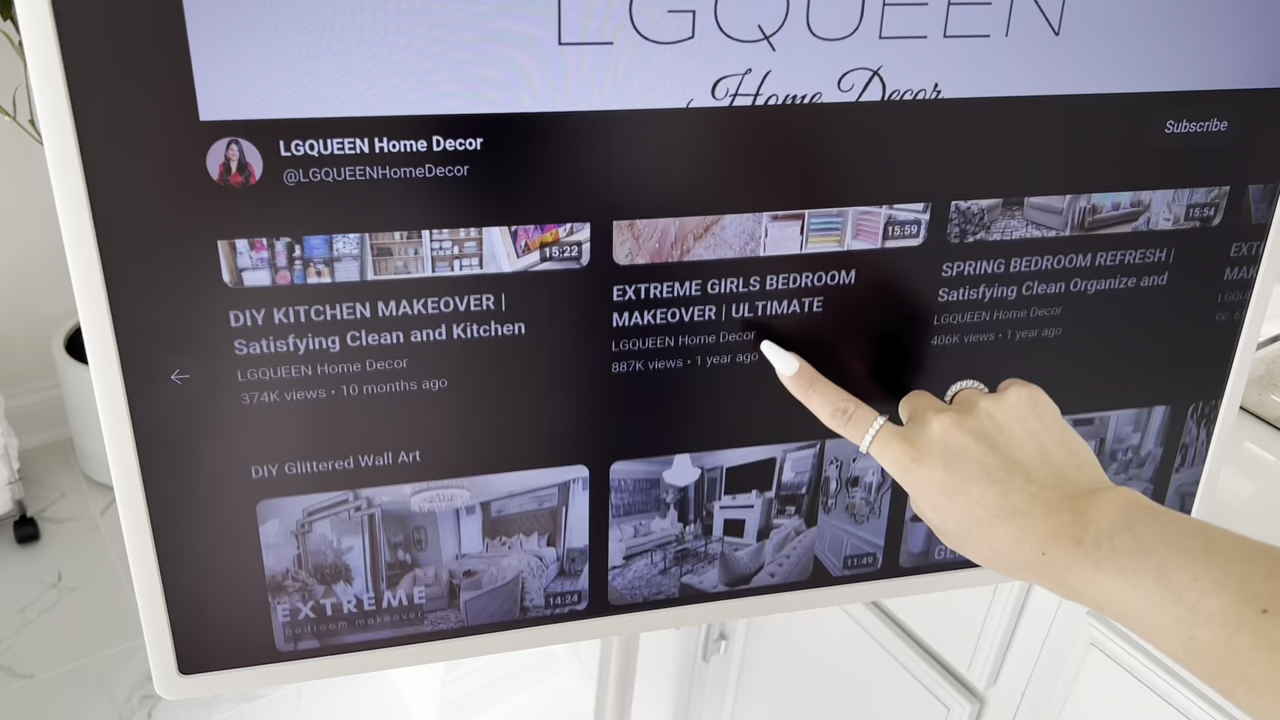 LGQUEEN
Home Decor
LGQUEEN Home Decor
@LGQUEENHomeDecor
Subscribe
15:22
DIY KITCHEN MAKEOVER |
Satisfying Clean and Kitchen
LGQUEEN Home Decor
374K views • 10 months ago
15:59
EXTREME GIRLS BEDROOM
MAKEOVER | ULTIMATE
LGQUEEN Home Decor
887K views • 1 year ago
15:54
SPRING BEDROOM REFRESH |
Satisfying Clean Organize and
LGQUEEN Home Decor
406K views • 1 year ago
DIY Glittered Wall Art
EXTREME
bedroom makeover
14:24
11:49